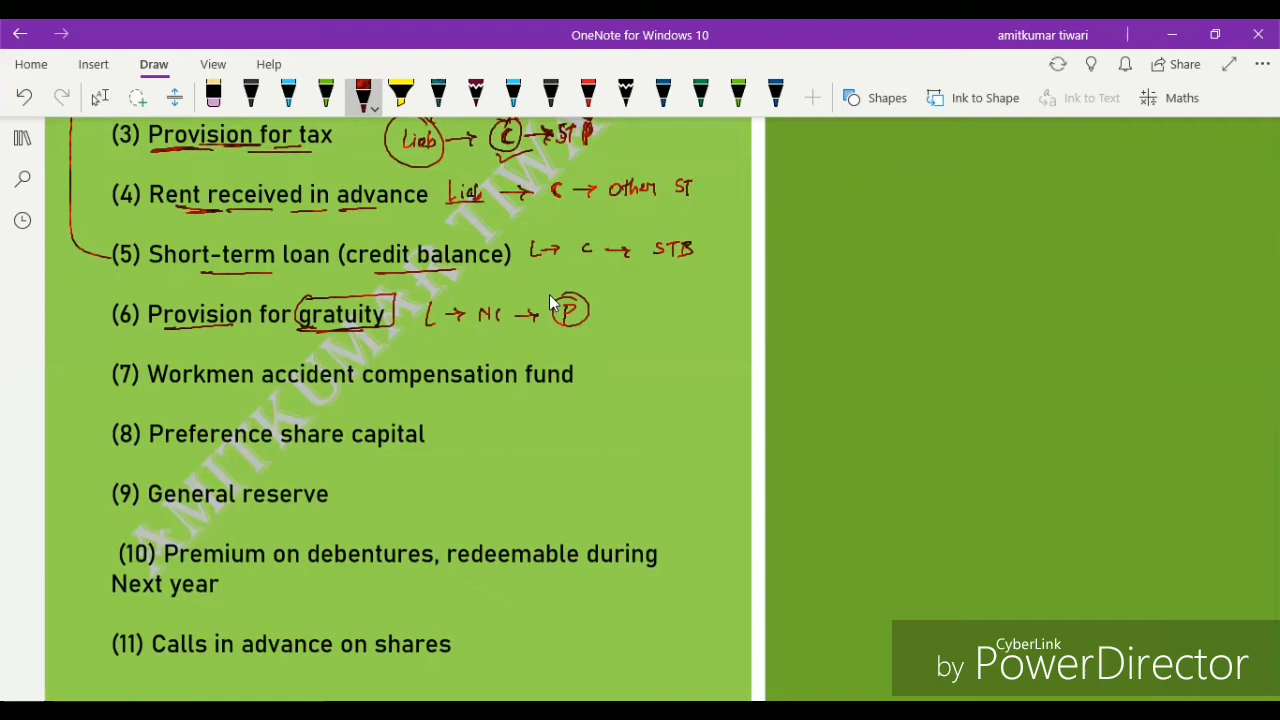 OneNote for Windows 10
amitkumar tiwari
Home Insert Draw View Help
Share
Shapes Ink to Shape Ink to Text Maths
(3) Provision for tax Liab → C → STP
(4) Rent received in advance Liab → C → Other ST
(5) Short-term loan (credit balance) L → C → STB
(6) Provision for gratuity L → NC → P
(7) Workmen accident compensation fund
(8) Preference share capital
(9) General reserve
(10) Premium on debentures, redeemable during
Next year
(11) Calls in advance on shares
AMITKUMAR TIWA
CyberLink
by PowerDirector